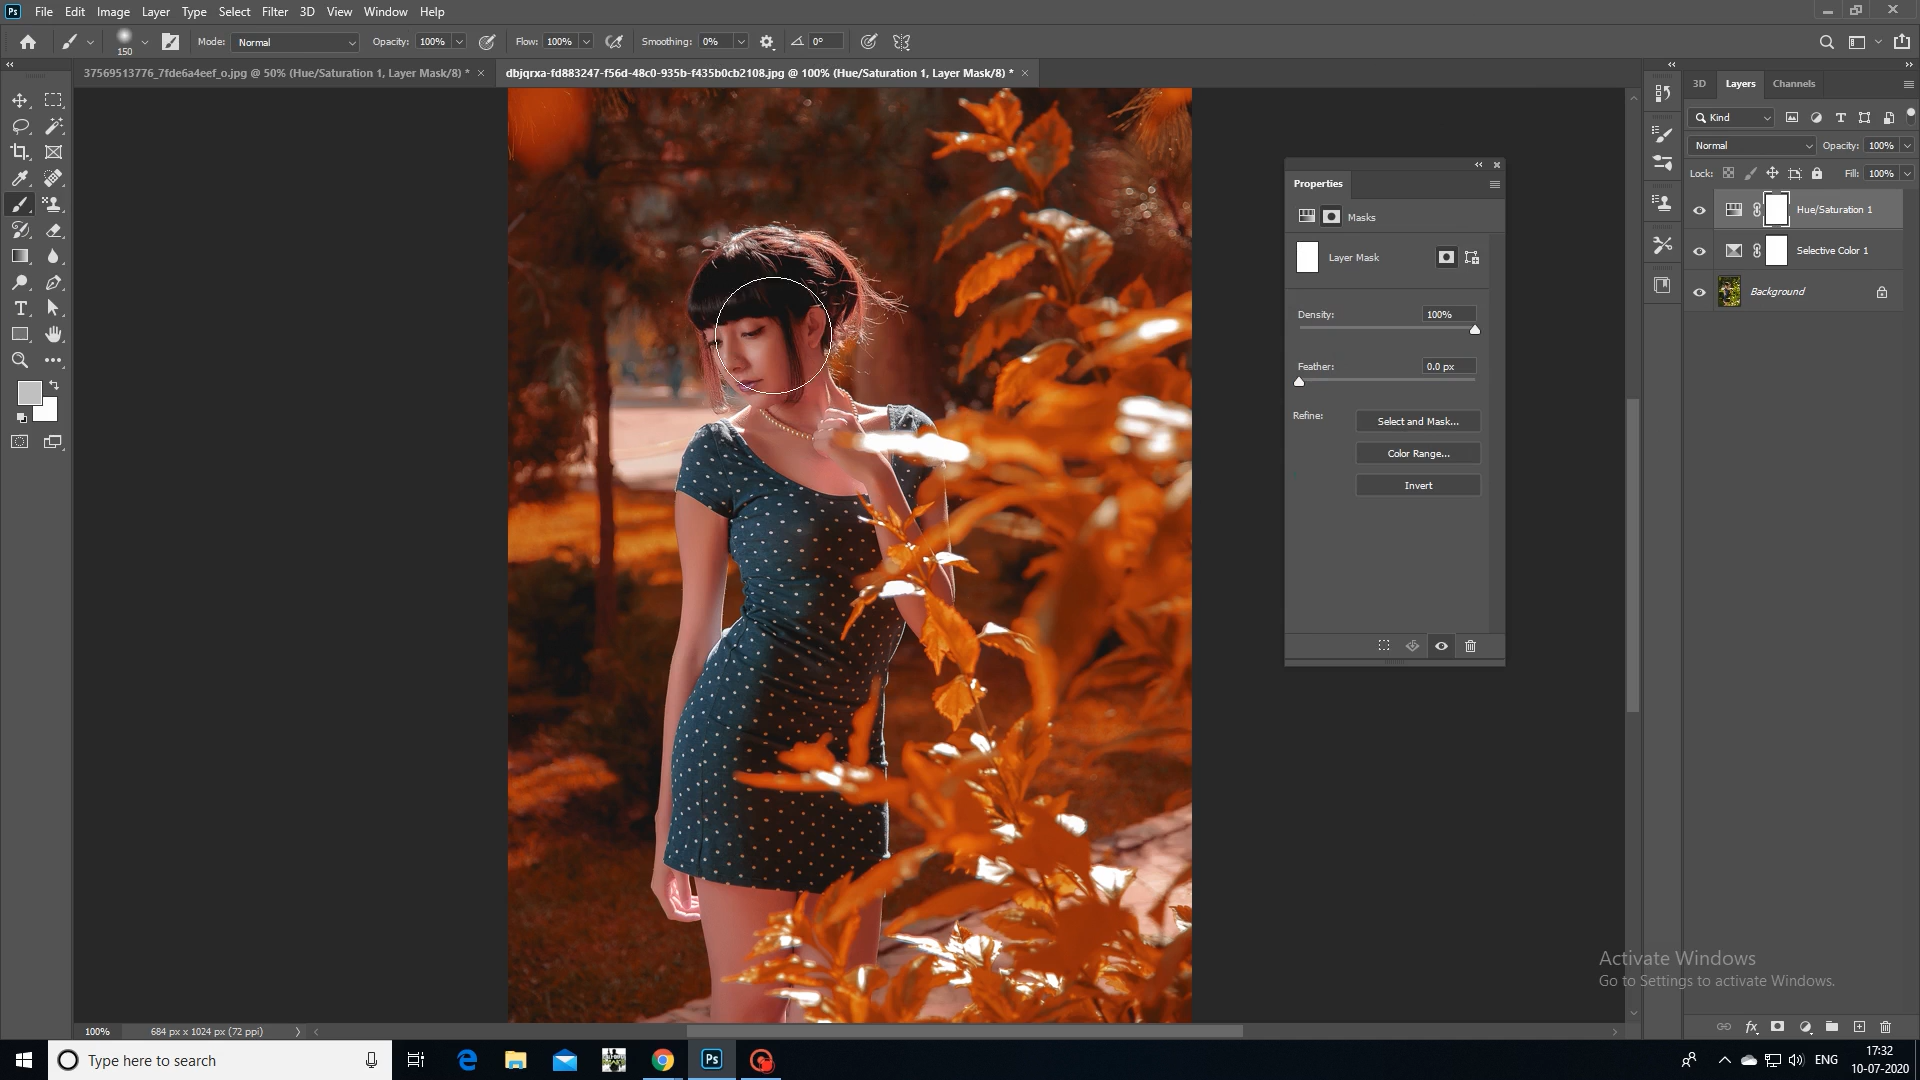 Ps File Edit Image Layer Type Select Filter 3D View Window Help
150 Mode: Normal Opacity: 100% Flow: 100% Smoothing: 0% 0°
37569513776_7fde6a4eef_o.jpg @ 50% (Hue/Saturation 1, Layer Mask/8) * dbjqrxa-fd883247-f56d-48c0-935b-f435b0cb2108.jpg @ 100% (Hue/Saturation 1, Layer Mask/8) *
3D Layers Channels
Kind
Normal Opacity: 100%
Lock: Fill: 100%
Hue/Saturation 1
Selective Color 1
Background
Properties
Masks
Layer Mask
Density: 100%
Feather: 0.0 px
Refine: Select and Mask...
Color Range...
Invert
Activate Windows
Go to Settings to activate Windows.
100% 684 px x 1024 px (72 ppi)
Type here to search
Ps
ENG
17:32
10-07-2020